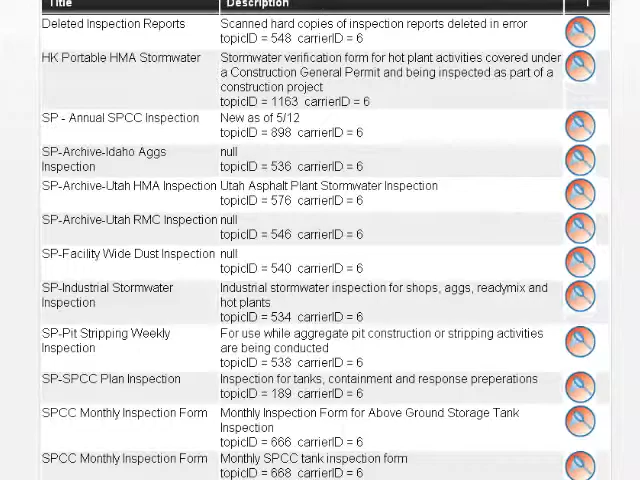 Title Description T
Deleted Inspection Reports Scanned hard copies of inspection reports deleted in error
topicID = 548 carrierID = 6
HK Portable HMA Stormwater Stormwater verification form for hot plant activities covered under
a Construction General Permit and being inspected as part of a
construction project
topicID = 1163 carrierID = 6
SP - Annual SPCC Inspection New as of 5/12
topicID = 898 carrierID = 6
SP-Archive-Idaho Aggs null
Inspection topicID = 536 carrierID = 6
SP-Archive-Utah HMA Inspection Utah Asphalt Plant Stormwater Inspection
topicID = 576 carrierID = 6
SP-Archive-Utah RMC Inspection null
topicID = 546 carrierID = 6
SP-Facility Wide Dust Inspection null
topicID = 540 carrierID = 6
SP-Industrial Stormwater Industrial stormwater inspection for shops, aggs, readymix and
Inspection hot plants
topicID = 534 carrierID = 6
SP-Pit Stripping Weekly For use while aggregate pit construction or stripping activities
Inspection are being conducted
topicID = 538 carrierID = 6
SP-SPCC Plan Inspection Inspection for tanks, containment and response preperations
topicID = 189 carrierID = 6
SPCC Monthly Inspection Form Monthly Inspection Form for Above Ground Storage Tank
Inspection
topicID = 666 carrierID = 6
SPCC Monthly Inspection Form Monthly SPCC tank inspection form
topicID = 668 carrierID = 6